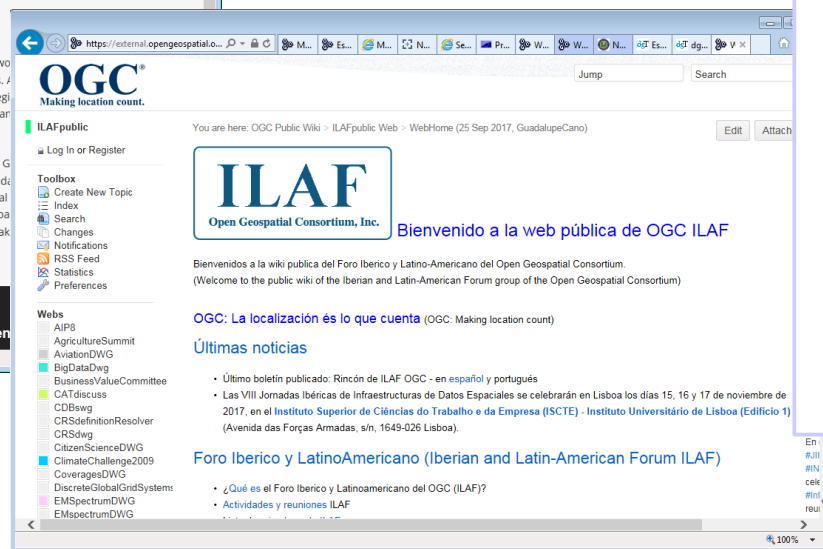 https://external.opengeospatial.o...
M...
Es...
M...
N...
Se...
Pr...
W...
W...
N...
Es...
dg...
OGC®
Making location count.
Jump
Search
ILAFpublic
Log In or Register
You are here: OGC Public Wiki > ILAFpublic Web > WebHome (25 Sep 2017, GuadalupeCano)
Edit
Attach
Toolbox
Create New Topic
Index
Search
Changes
Notifications
RSS Feed
Statistics
Preferences
Webs
AIP8
AgricultureSummit
AviationDWG
BigDataDwg
BusinessValueCommittee
CATdiscuss
CDBswg
CRSdefinitionResolver
CRSdwg
CitizenScienceDWG
ClimateChallenge2009
CoveragesDWG
DiscreteGlobalGridSystems
EMSpectrumDWG
EMspectrumDWG
ILAF
Open Geospatial Consortium, Inc.
Bienvenido a la web pública de OGC ILAF
Bienvenidos a la wiki publica del Foro Iberico y Latino-Americano del Open Geospatial Consortium.
(Welcome to the public wiki of the Iberian and Latin-American Forum group of the Open Geospatial Consortium)
OGC: La localización és lo que cuenta (OGC: Making location count)
Últimas noticias
• Último boletín publicado: Rincón de ILAF OGC - en español y portugués
• Las VIII Jornadas Ibéricas de Infraestructuras de Datos Espaciales se celebrarán en Lisboa los días 15, 16 y 17 de noviembre de
2017, en el Instituto Superior de Ciências do Trabalho e da Empresa (ISCTE) - Instituto Universitário de Lisboa (Edifício 1)
(Avenida das Forças Armadas, s/n, 1649-026 Lisboa).
Foro Iberico y LatinoAmericano (Iberian and Latin-American Forum ILAF)
• ¿Qué es el Foro Iberico y Latinoamericano del OGC (ILAF)?
• Actividades y reuniones ILAF
100%